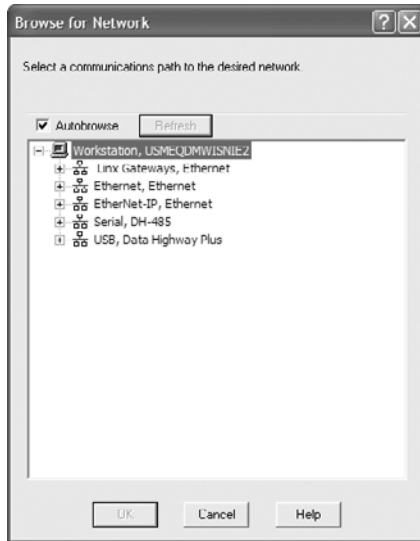 Browse for Network
Select a communications path to the desired network.
Autobrowse Refresh
Workstation, USMEQDMWISNIE2
Linx Gateways, Ethernet
Ethernet, Ethernet
EtherNet-IP, Ethernet
Serial, DH-485
USB, Data Highway Plus
OK Cancel Help